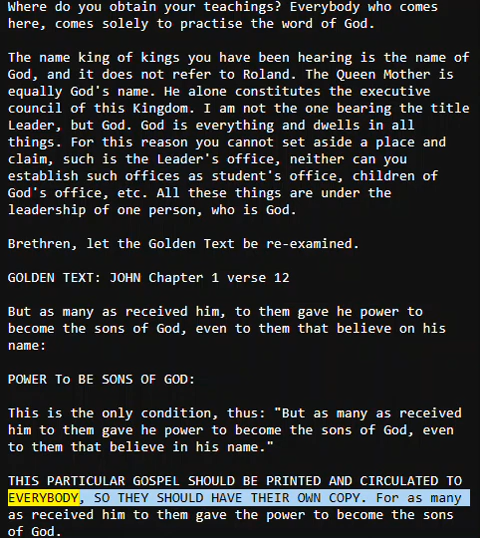 Where do you obtain your teachings? Everybody who comes
here, comes solely to practise the word of God.
The name king of kings you have been hearing is the name of
God, and it does not refer to Roland. The Queen Mother is
equally God's name. He alone constitutes the executive
council of this Kingdom. I am not the one bearing the title
Leader, but God. God is everything and dwells in all
things. For this reason you cannot set aside a place and
claim, such is the Leader's office, neither can you
establish such offices as student's office, children of
God's office, etc. All these things are under the
leadership of one person, who is God.
Brethren, let the Golden Text be re-examined.
GOLDEN TEXT: JOHN Chapter 1 verse 12
But as many as received him, to them gave he power to
become the sons of God, even to them that believe on his
name:
POWER To BE SONS OF GOD:
This is the only condition, thus: "But as many as received
him to them gave he power to become the sons of God, even
to them that believe in his name."
THIS PARTICULAR GOSPEL SHOULD BE PRINTED AND CIRCULATED TO
EVERYBODY, SO THEY SHOULD HAVE THEIR OWN COPY. For as many
as received him to them gave the power to become the sons
of God.